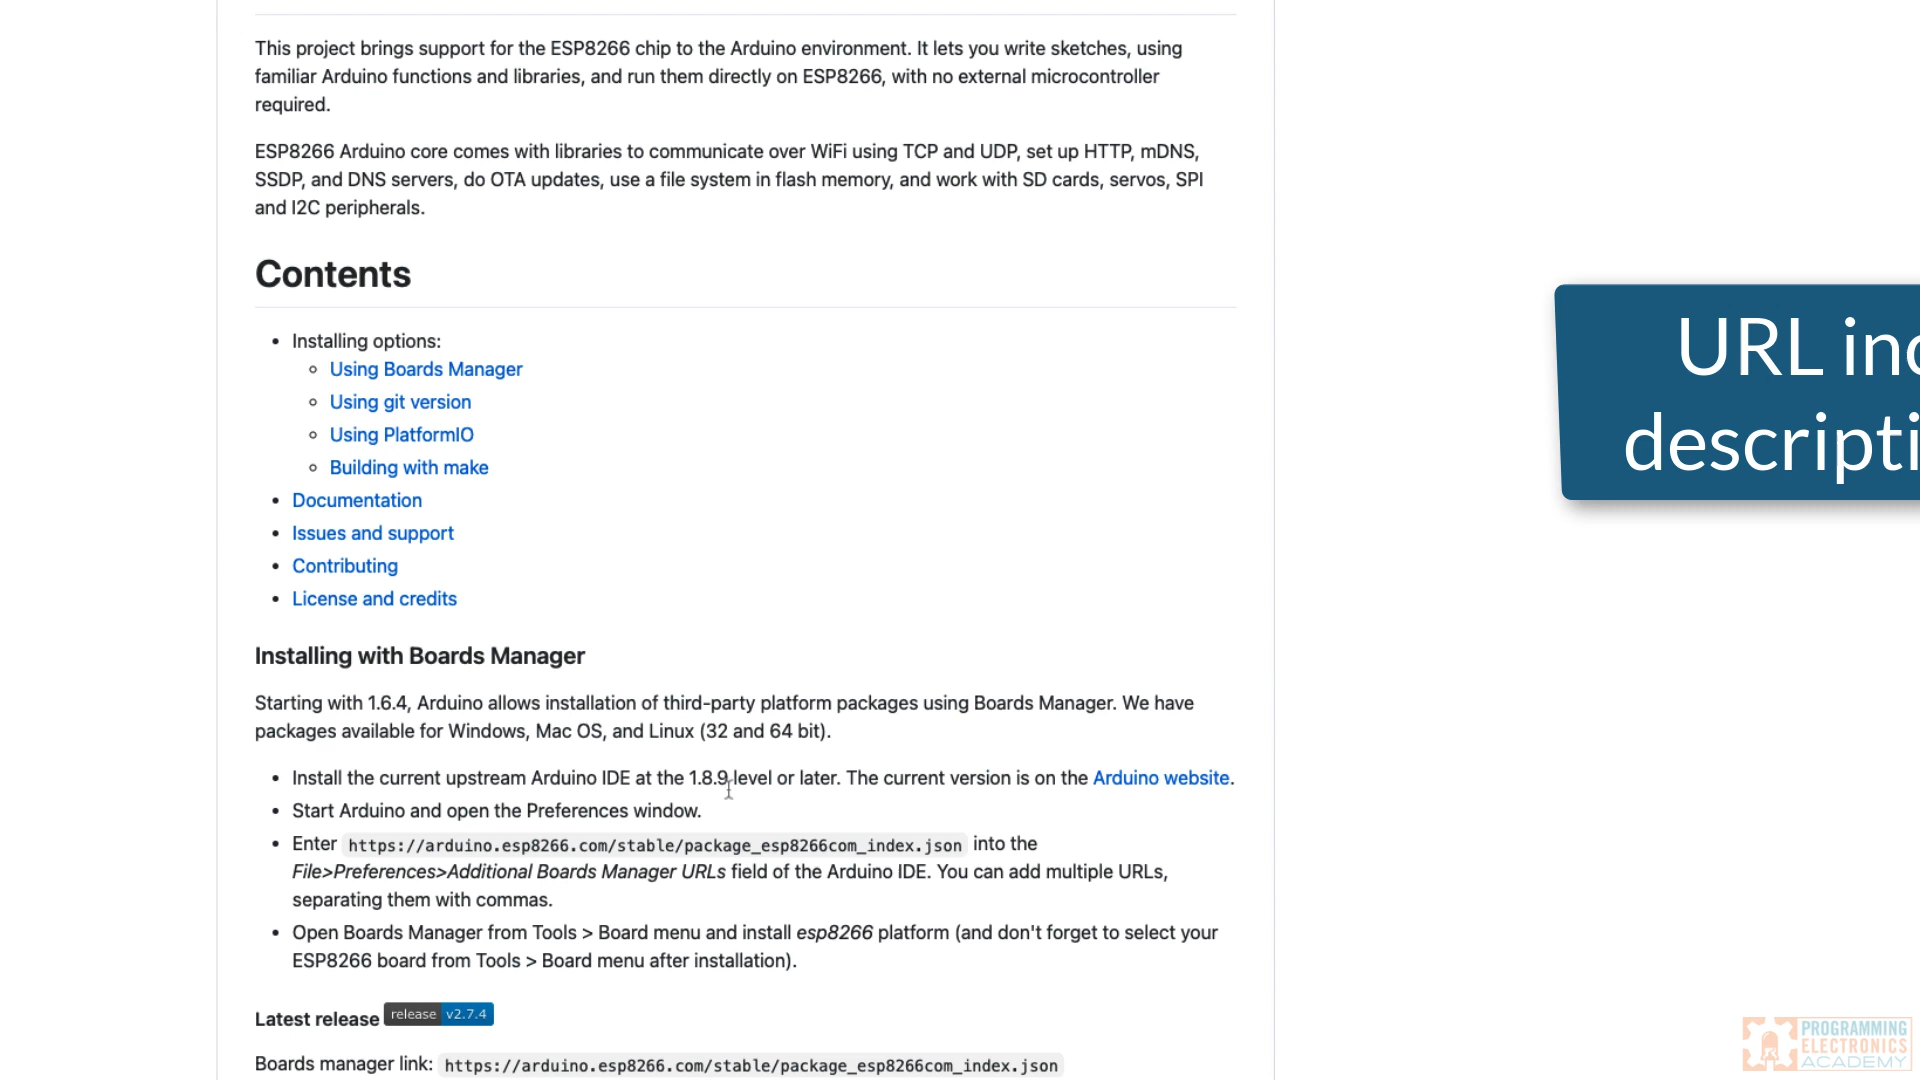 This project brings support for the ESP8266 chip to the Arduino environment. It lets you write sketches, using
familiar Arduino functions and libraries, and run them directly on ESP8266, with no external microcontroller
required.
ESP8266 Arduino core comes with libraries to communicate over WiFi using TCP and UDP, set up HTTP, mDNS,
SSDP, and DNS servers, do OTA updates, use a file system in flash memory, and work with SD cards, servos, SPI
and I2C peripherals.
Contents
Installing options:
Using Boards Manager
Using git version
Using PlatformIO
Building with make
Documentation
Issues and support
Contributing
License and credits
Installing with Boards Manager
Starting with 1.6.4, Arduino allows installation of third-party platform packages using Boards Manager. We have
packages available for Windows, Mac OS, and Linux (32 and 64 bit).
Install the current upstream Arduino IDE at the 1.8.9 level or later. The current version is on the Arduino website.
Start Arduino and open the Preferences window.
Enter https://arduino.esp8266.com/stable/package_esp8266com_index.json into the
File>Preferences>Additional Boards Manager URLs field of the Arduino IDE. You can add multiple URLs,
separating them with commas.
Open Boards Manager from Tools > Board menu and install esp8266 platform (and don't forget to select your
ESP8266 board from Tools > Board menu after installation).
Latest release release v2.7.4
Boards manager link: https://arduino.esp8266.com/stable/package_esp8266com_index.json
URL inc
descripti
PROGRAMMING
ELECTRONICS
ACADEMY